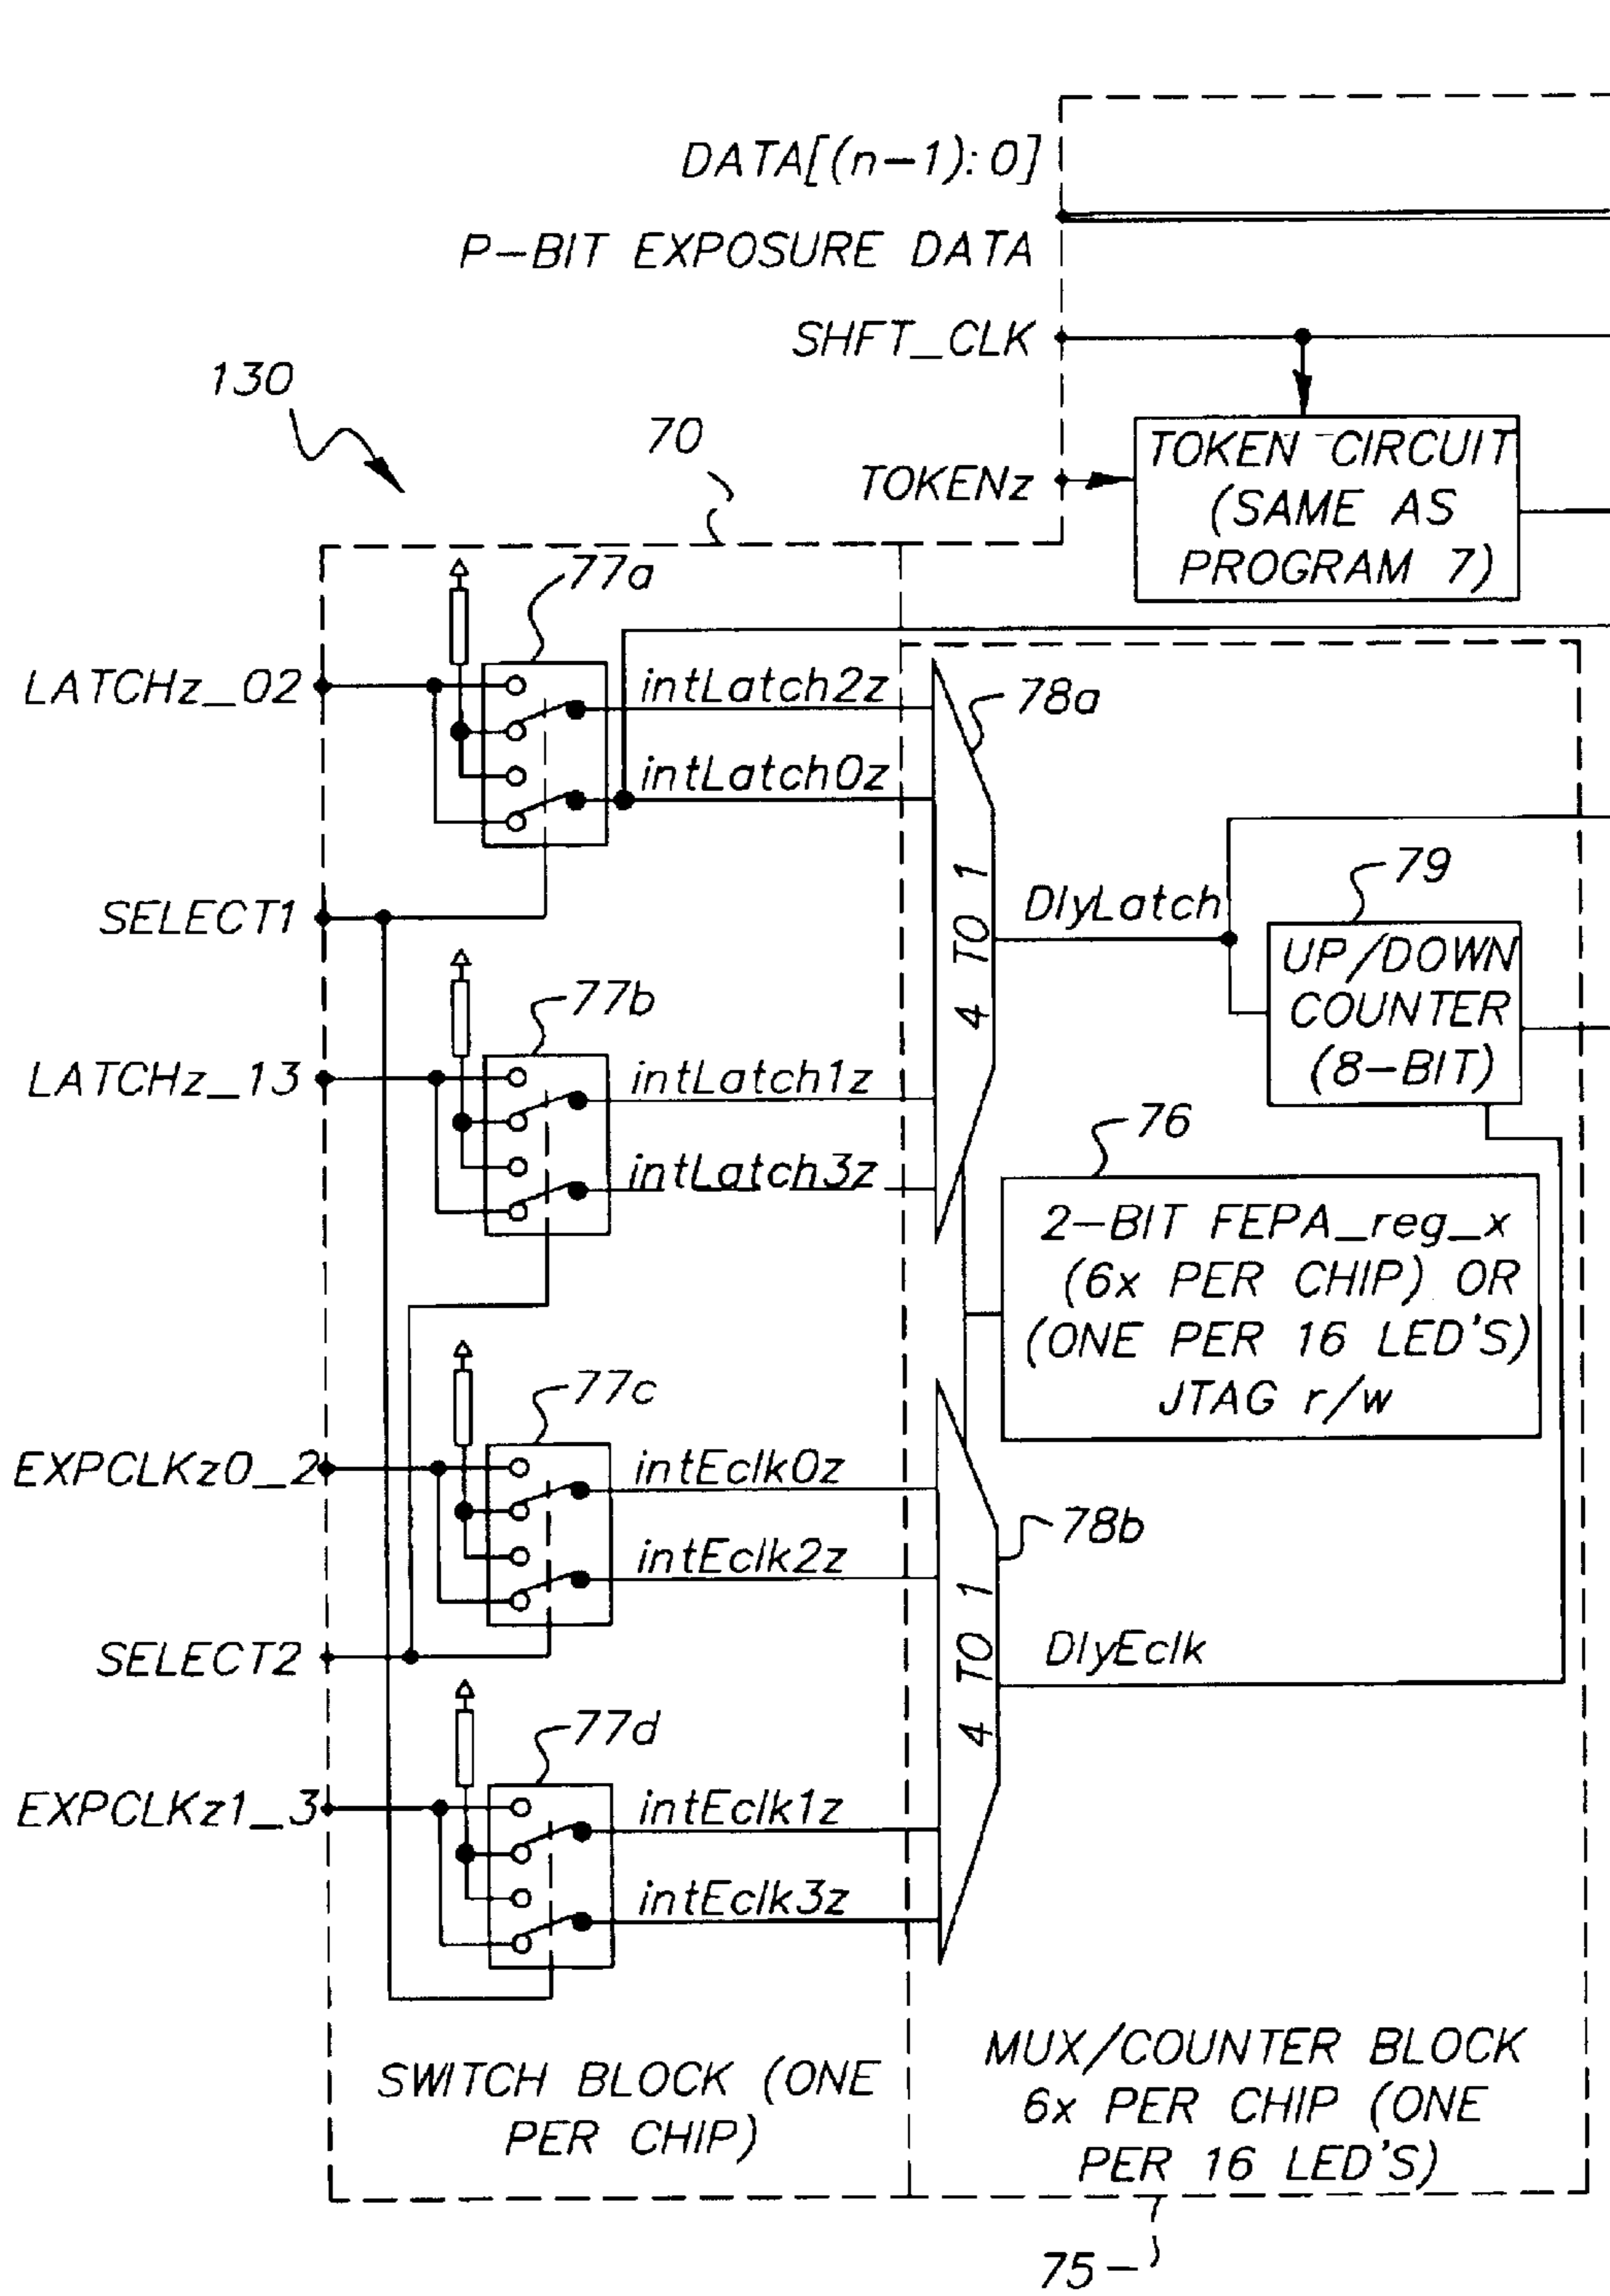 DATA[(n-1):0]
P-BIT EXPOSURE DATA
SHFT_CLK
130
70
TOKENz
TOKEN CIRCUIT
(SAME AS
PROGRAM 7)
77a
LATCHz_02
intLatch2z
78a
intLatch0z
SELECT1
4 TO 1
DlyLatch
79
UP/DOWN
COUNTER
(8-BIT)
77b
LATCHz_13
intLatch1z
intLatch3z
76
2-BIT FEPA_reg_x
(6x PER CHIP) OR
(ONE PER 16 LED'S)
JTAG r/w
77c
EXPCLKz0_2
intEclk0z
78b
intEclk2z
4 TO 1
SELECT2
DlyEclk
77d
EXPCLKz1_3
intEclk1z
intEclk3z
SWITCH BLOCK (ONE
PER CHIP)
MUX/COUNTER BLOCK
6x PER CHIP (ONE
PER 16 LED'S)
75